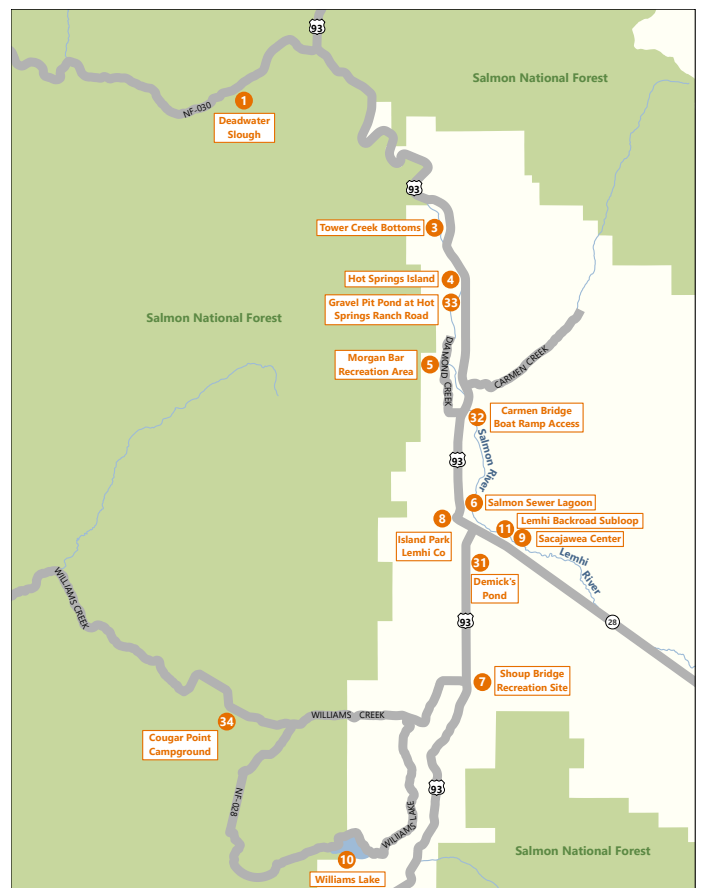 93
Salmon National Forest
NF-030
1
Deadwater
Slough
93
Tower Creek Bottoms
3
Hot Springs Island
4
Gravel Pit Pond at Hot
Springs Ranch Road
33
Salmon National Forest
DIAMOND CREEK
Morgan Bar
Recreation Area
5
CARMEN CREEK
32
Carmen Bridge
Boat Ramp Access
Salmon River
93
6
Salmon Sewer Lagoon
8
Island Park
Lemhi Co
11
Lemhi Backroad Subloop
9
Sacajawea Center
Lemhi
River
31
Demick's
Pond
WILLIAMS CREEK
93
28
7
Shoup Bridge
Recreation Site
34
Cougar Point
Campground
WILLIAMS CREEK
NF-028
93
WILLIAMS LAKE
10
Williams Lake
Salmon National Forest